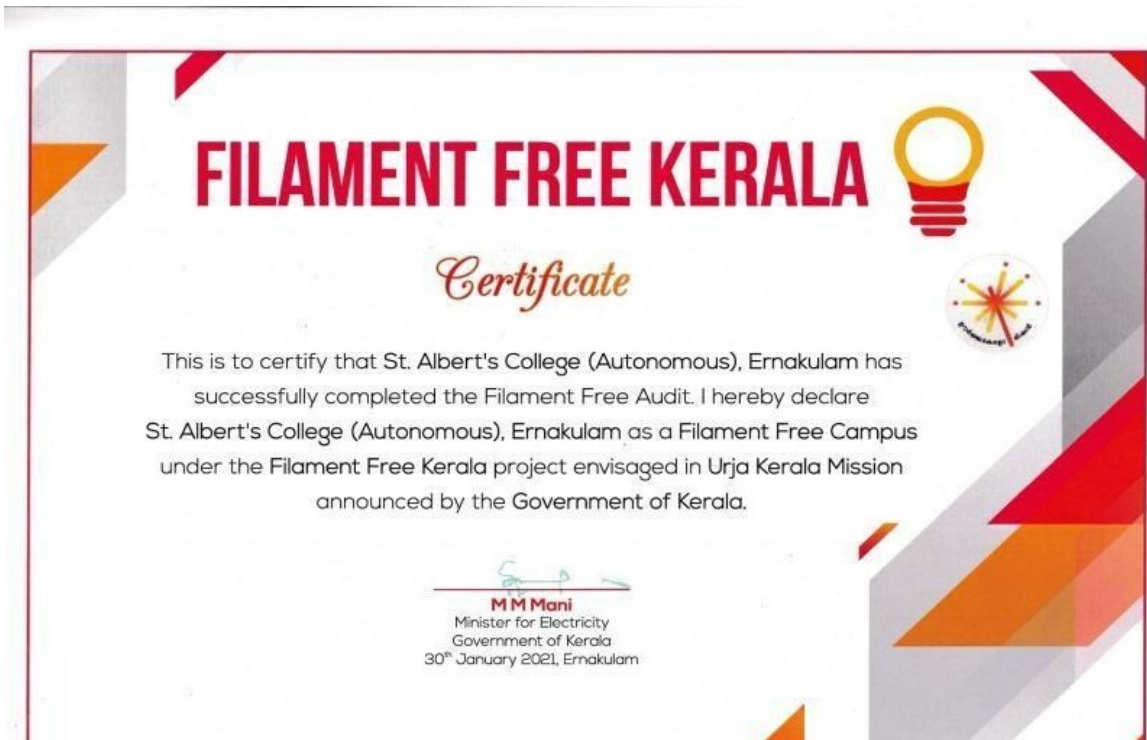 FILAMENT FREE KERALA
Certificate
This is to certify that St. Albert's College (Autonomous), Ernakulam has
successfully completed the Filament Free Audit. I hereby declare
St. Albert's College (Autonomous), Ernakulam as a Filament Free Campus
under the Filament Free Kerala project envisaged in Urja Kerala Mission
announced by the Government of Kerala.
M M Mani
Minister for Electricity
Government of Kerala
30th January 2021, Ernakulam